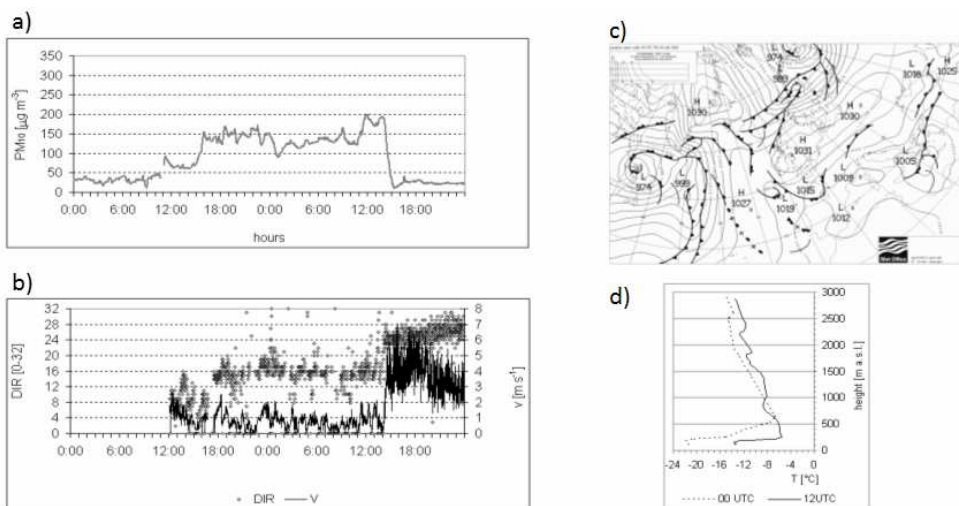 a)
PM10 [µg m-3]
350
300
250
200
150
100
50
0
0:00 6:00 12:00 18:00 0:00 6:00 12:00 18:00
hours
b)
DIR [0-32]
32
28
24
20
16
12
8
4
0
8
7
6
5
4
3
2
1
0
v [m s-1]
0:00 6:00 12:00 18:00 0:00 6:00 12:00 18:00
DIR V
c)
L
974
L
H
1030
H
1031
H
1030
L
1018
H
1025
L
974
L
999
H
1027
L
1015
L
1019
L
1009
L
1012
L
1005
Met Office
d)
3000
2500
2000
1500
1000
500
0
height [m a.s.l.]
-24 -20 -16 -12 -8 -4 0
T [°C]
00 UTC 12UTC